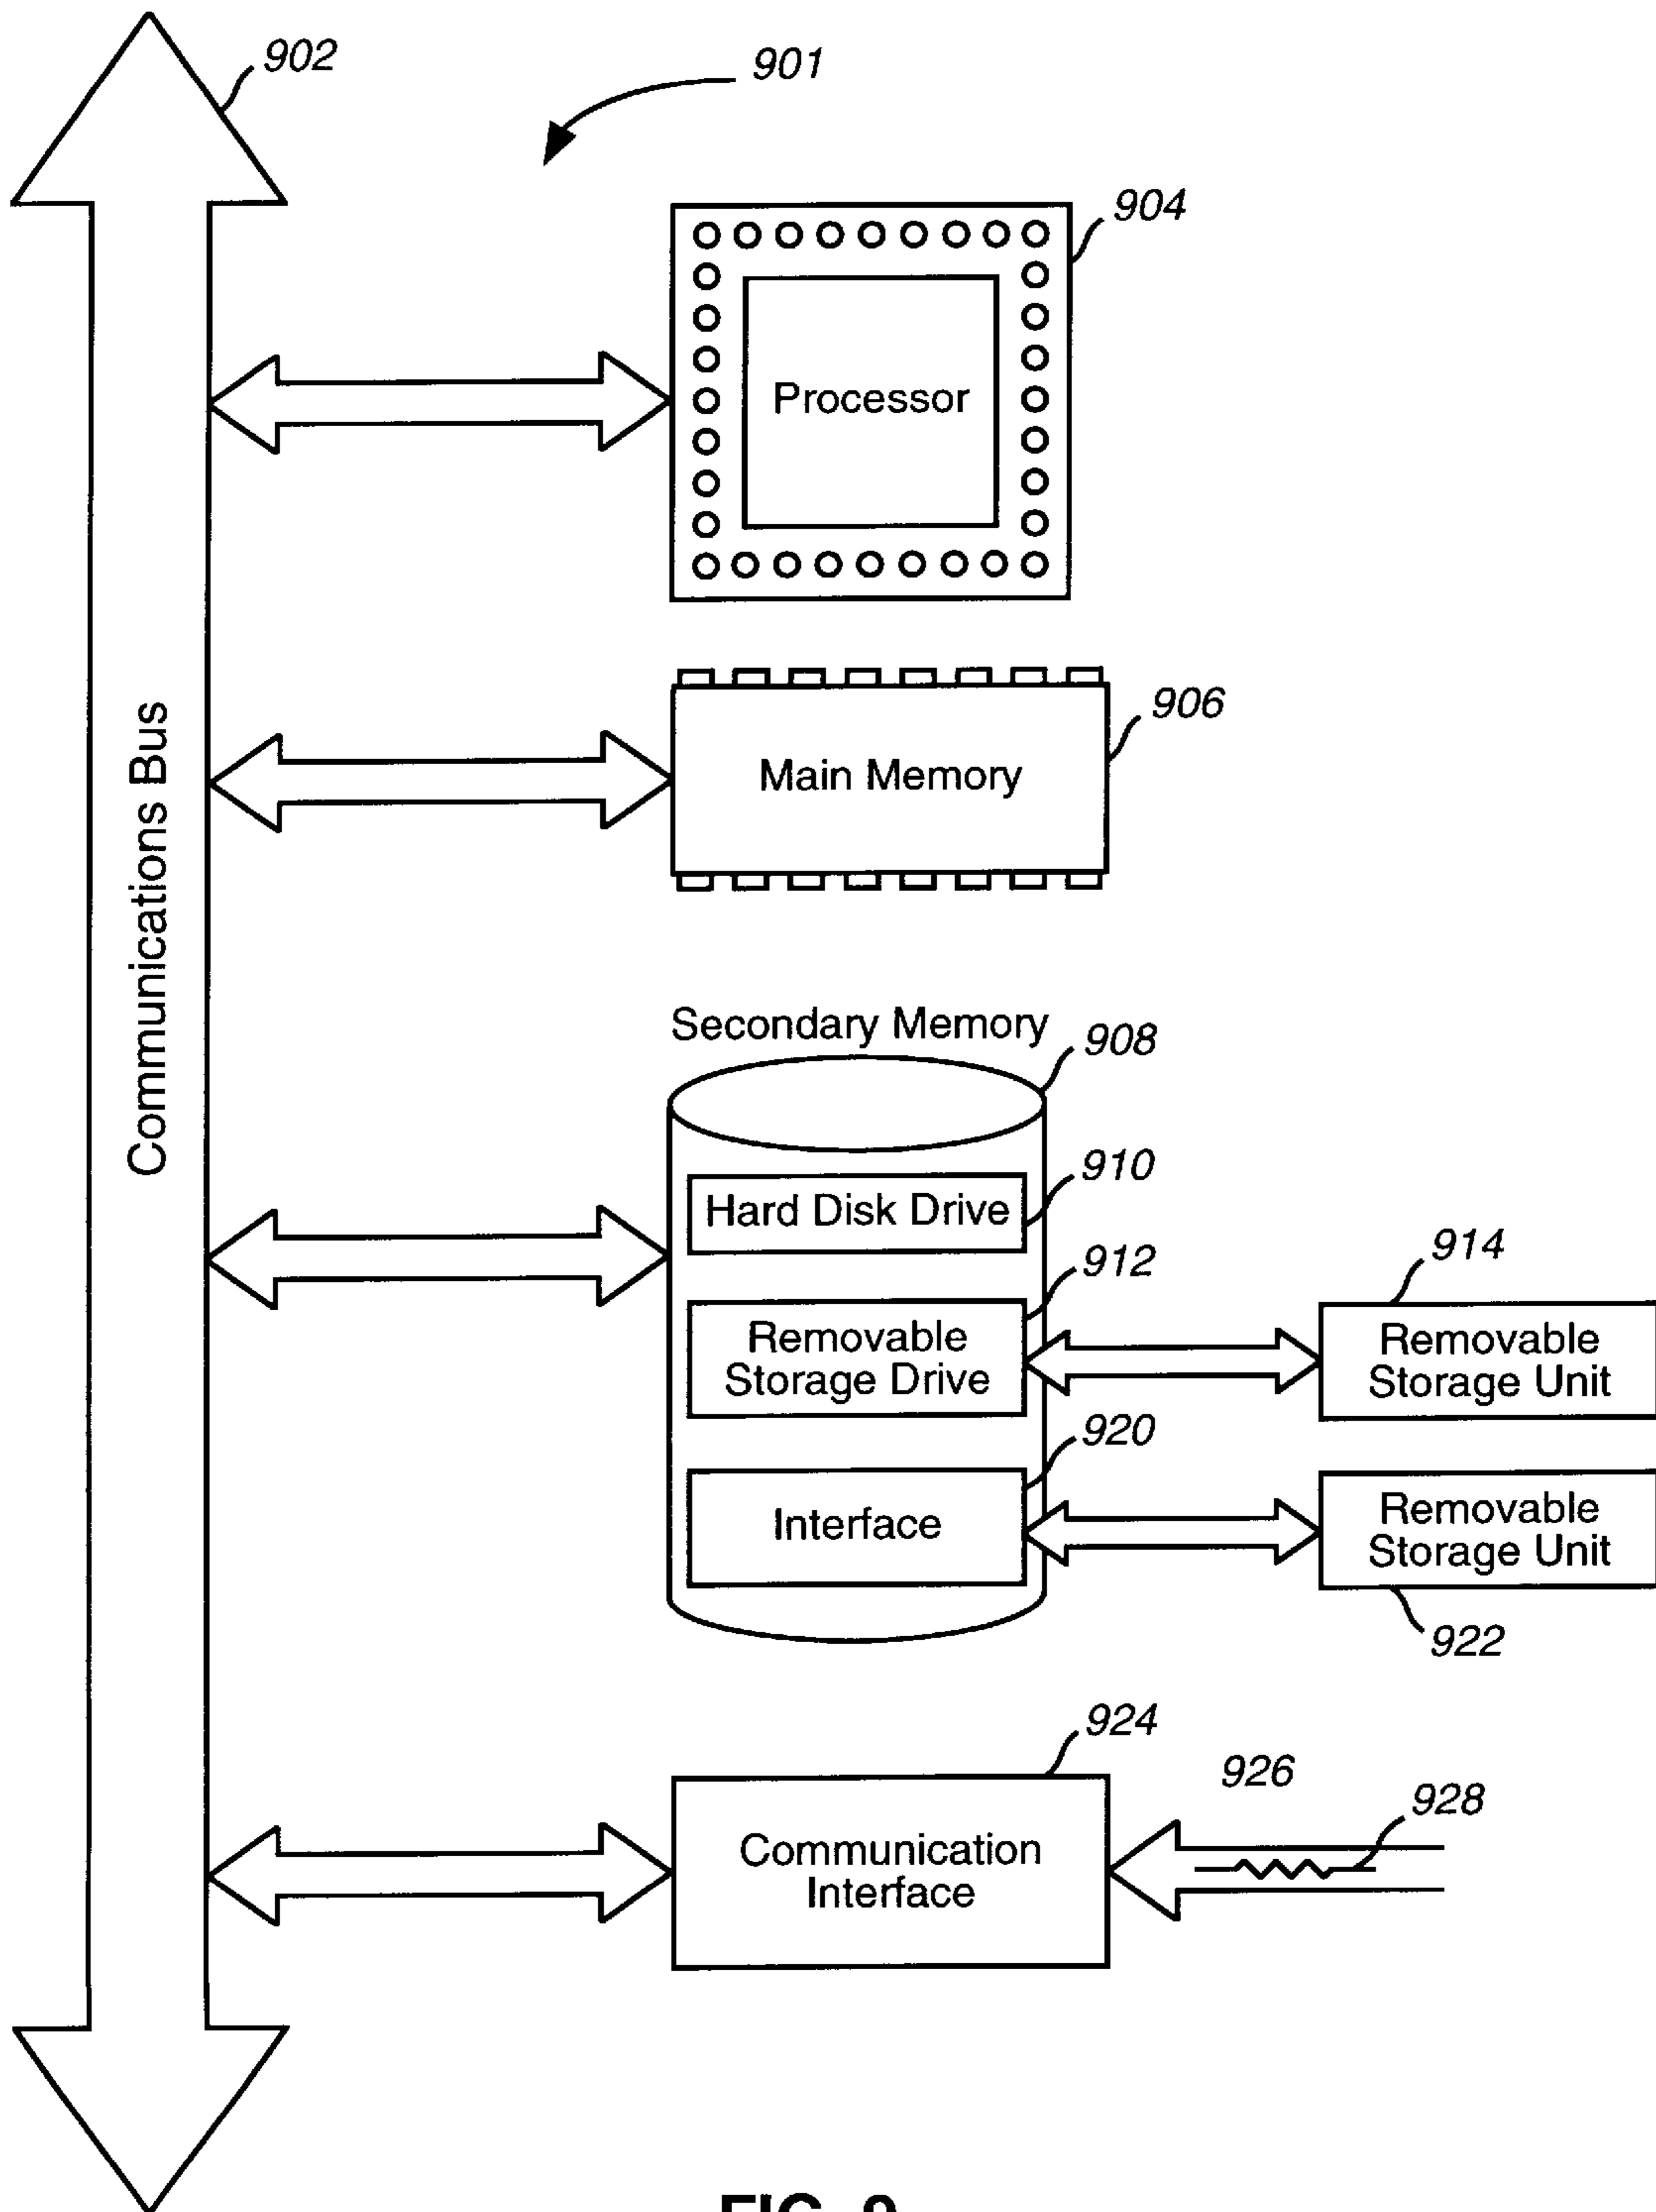 902
901
904
Processor
906
Main Memory
Communications Bus
Secondary Memory
908
910
Hard Disk Drive
912
Removable
Storage Drive
914
Removable
Storage Unit
920
Interface
Removable
Storage Unit
922
924
Communication
Interface
926
928
FIG.